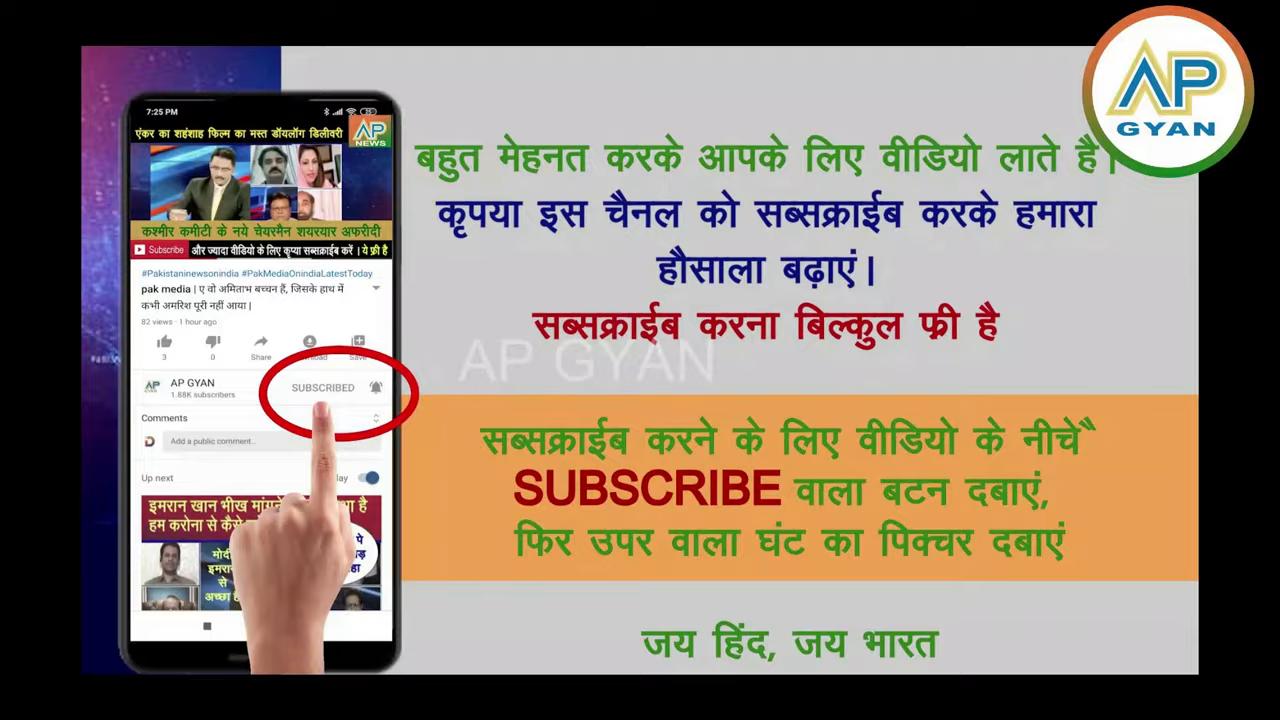 AP
GYAN
7:25 PM
एंकर का शहंशाह फिल्म का मस्त डॉयलॉग डिलीवरी
AP
NEWS
कश्मीर कमीटी के नये चेयरमैन शायरयार अफरीदी
Subscribe और ज्यादा वीडियो के लिए कृप्या सब्सक्राईब करें । ये फ्री है
#Pakistaninewsonindia #PakMediaOnindiaLatestToday
pak media | ए वो अमिताभ बच्चन हैं, जिसके हाथ में
कभी अमरिश पूरी नहीं आया |
82 views · 1 hour ago
3 0 Share Save
AP GYAN
1.88K subscribers
SUBSCRIBED
Comments
Add a public comment...
Up next
इमरान खान भीख है
हम करोना से कैसे
मोदी
से
अच्छा
बहुत मेहनत करके आपके लिए वीडियो लाते है।
कृपया इस चैनल को सब्सक्राईब करके हमारा
हौसाला बढ़ाएं।
सब्सक्राईब करना बिल्कुल फ्री है
AP GYAN
सब्सक्राईब करने के लिए वीडियो के नीचे“
SUBSCRIBE वाला बटन दबाएं,
फिर उपर वाला घंट का पिक्चर दबाएं
जय हिंद, जय भारत